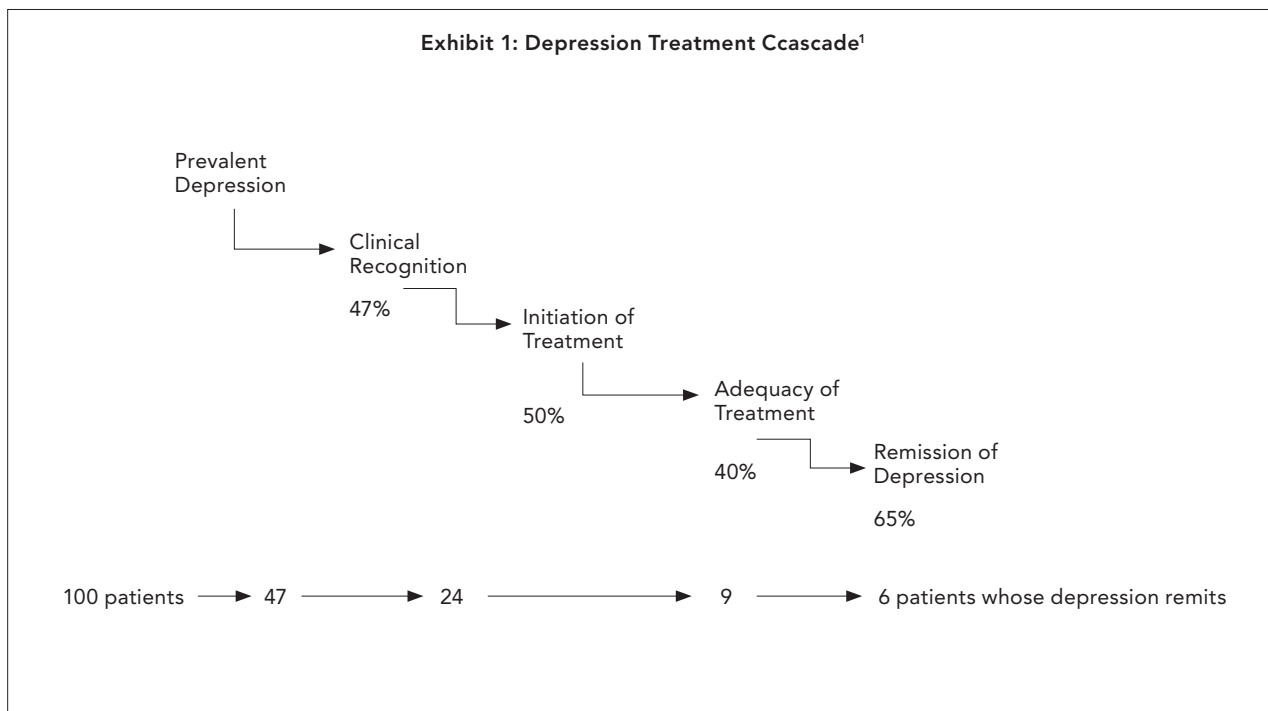 Exhibit 1: Depression Treatment Ccascade¹
Prevalent
Depression
Clinical
Recognition
47%
Initiation of
Treatment
50%
Adequacy of
Treatment
40%
Remission of
Depression
65%
100 patients 47 24 9 6 patients whose depression remits